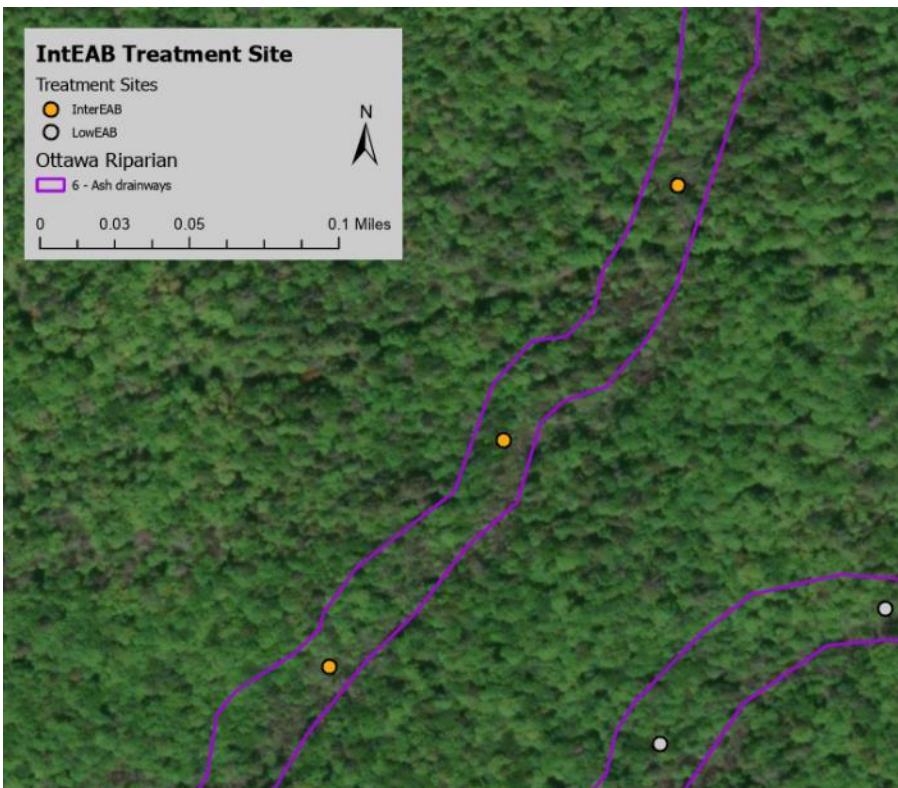 IntEAB Treatment Site
Treatment Sites
InterEAB
LowEAB
N
Ottawa Riparian
6 - Ash drainways
0 0.03 0.05 0.1 Miles